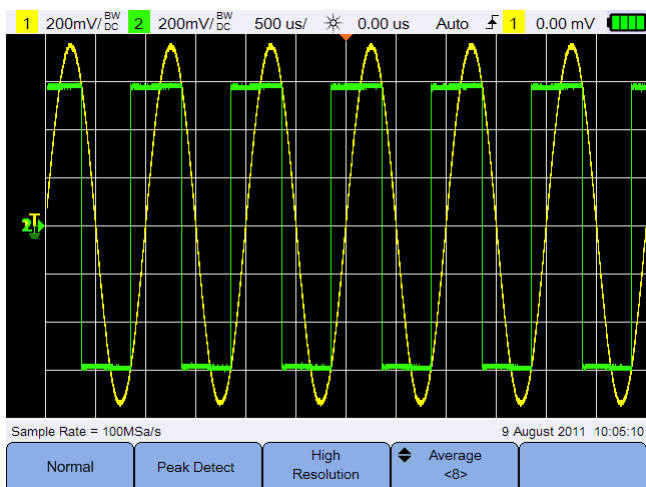 1 200mV/ BW DC 2 200mV/ BW DC 500 us/ 0.00 us Auto 1 0.00 mV
2 T
Sample Rate = 100MSa/s 9 August 2011 10:05:10
Normal
Peak Detect
High
Resolution
Average
<8>